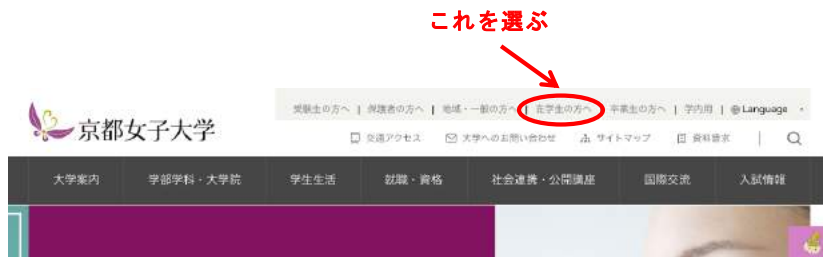 これを選ぶ
受験生の方へ | 保護者の方へ | 地域・一般の方へ | 在学生の方へ 卒業生の方へ | 学内用 | Language
京都女子大学
交通アクセス 大学へのお問い合わせ サイトマップ 資料請求 |
大学案内 学部学科・大学院 学生生活 就職・資格 社会連携・公開講座 国際交流 入試情報